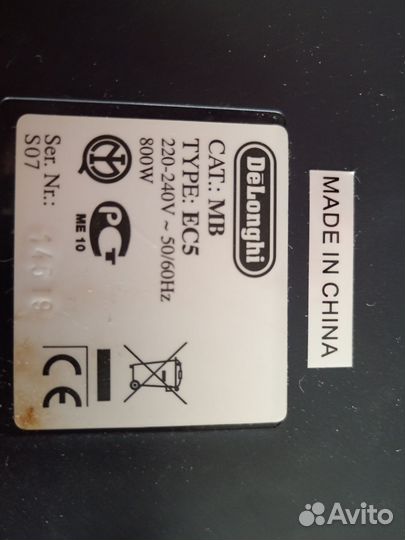 DeLonghi
CAT.: MB
TYPE: EC5
220-240V ~ 50/60Hz
800W
ME 10
Ser. Nr.:
S07
CE
MADE IN CHINA
Avito